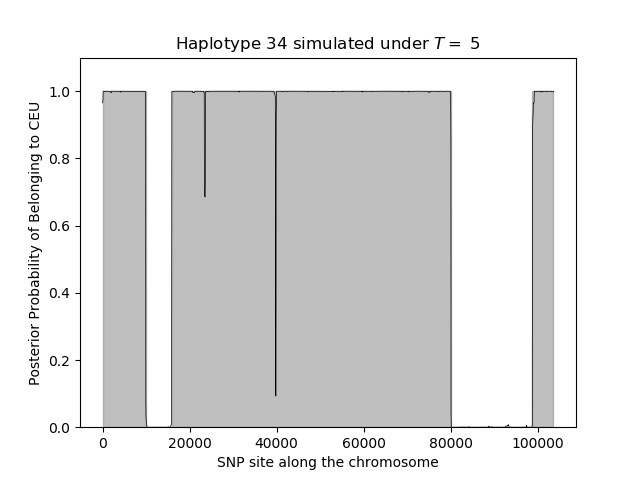 Haplotype 34 simulated under T = 5
Posterior Probability of Belonging to CEU
1.0
0.8
0.6
0.4
0.2
0.0
0 20000 40000 60000 80000 100000
SNP site along the chromosome